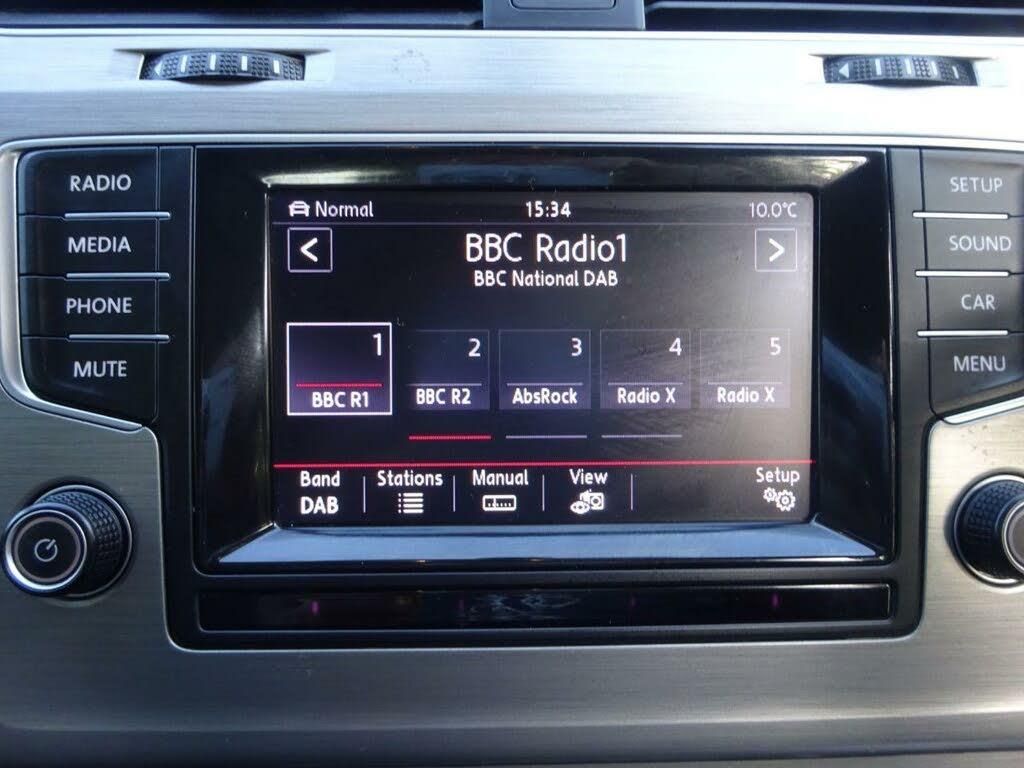 RADIO
MEDIA
PHONE
MUTE
Normal 15:34 10.0°C
< BBC Radio1 >
BBC National DAB
1 2 3 4 5
BBC R1 BBC R2 AbsRock Radio X Radio X
Band Stations Manual View Setup
DAB
SETUP
SOUND
CAR
MENU